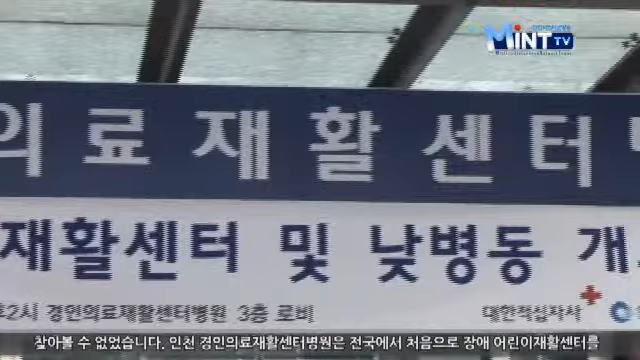 MINT TV
의료재활센터
재활센터 및 낮병동 개
2시 경인의료재활센터병원 3층 로비 대한적십자사
찾아볼 수 없었습니다. 인천 경인의료재활센터병원은 전국에서 처음으로 장애 어린이재활센터를